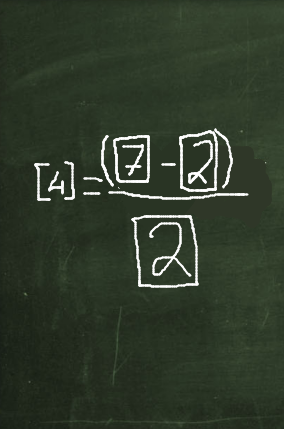 [4] = (7 - 2)
2